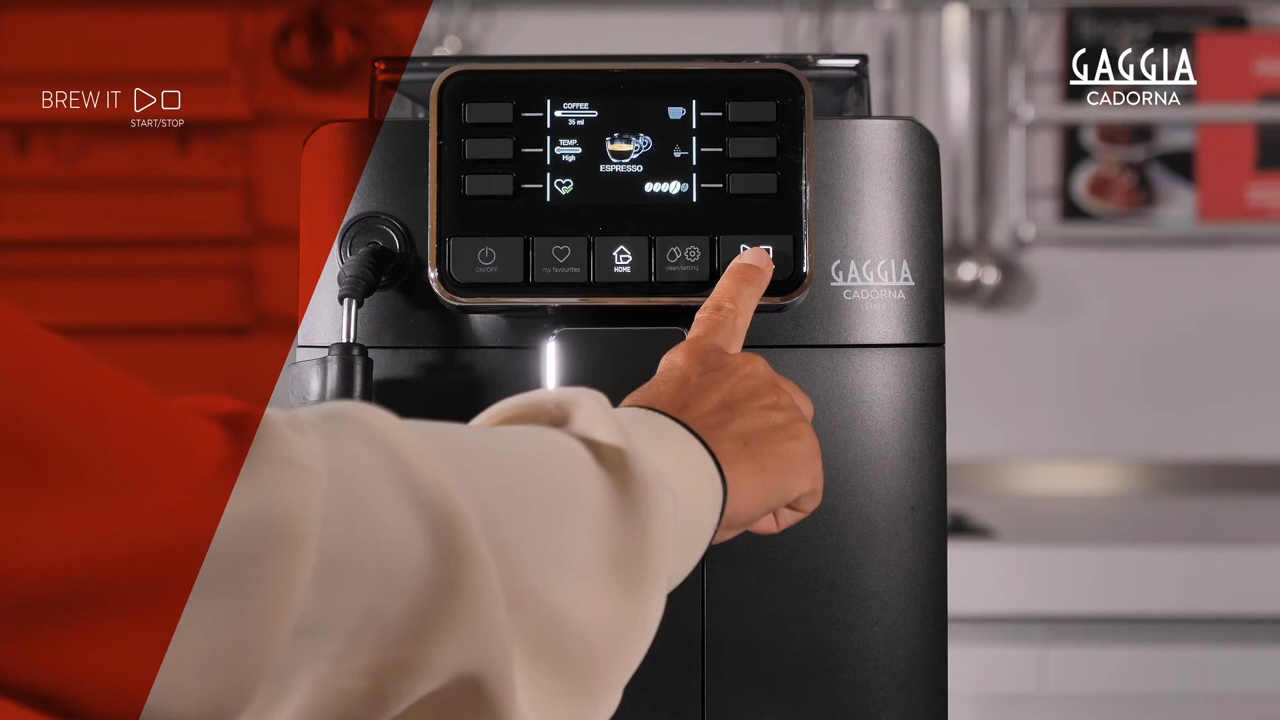 BREW IT
START/STOP
GAGGIA
CADORNA
COFFEE
35 ml
TEMP.
High
ESPRESSO
ON/OFF
my favourites
HOME
clean/setting
GAGGIA
CADORNA
STYLE